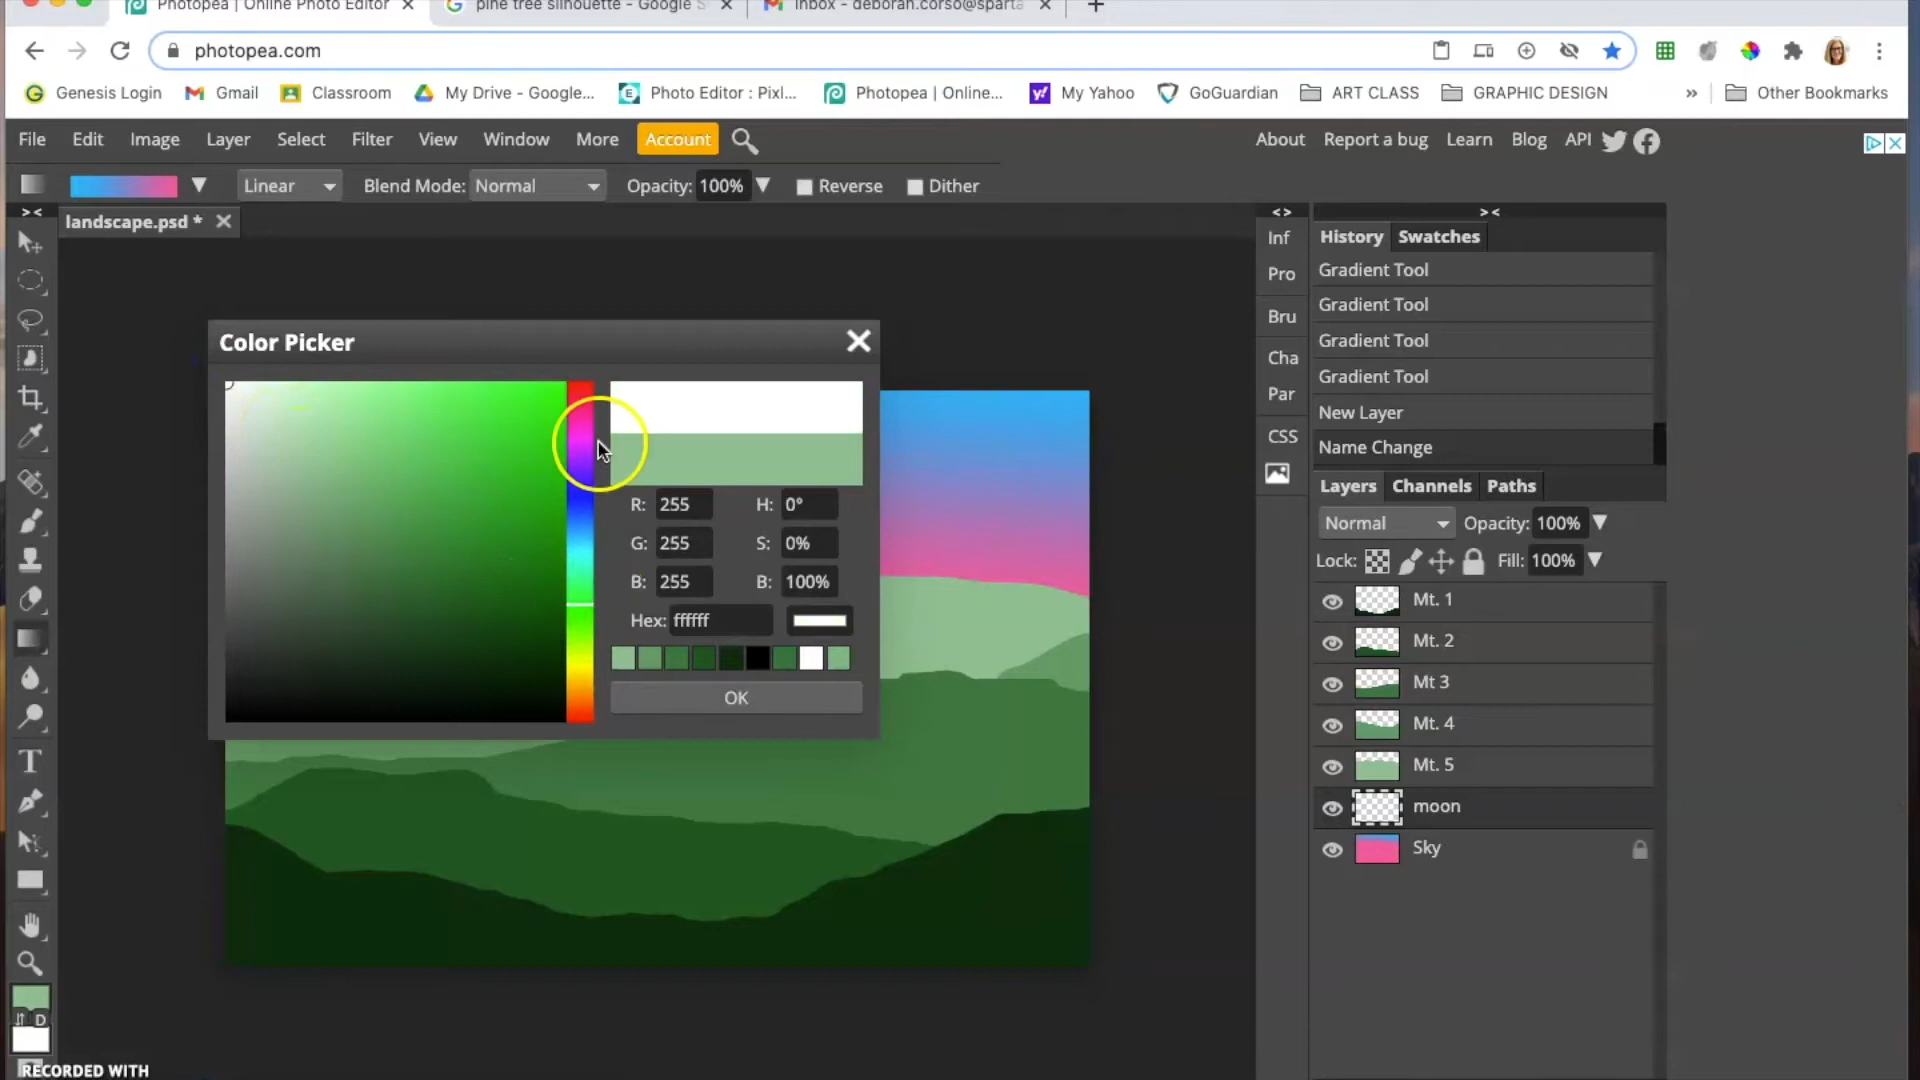 Photopea | Online Photo Editor
pine tree silhouette - Google S
Inbox - deborah.corso@sparta
photopea.com
Genesis Login
Gmail
Classroom
My Drive - Google...
Photo Editor : Pixl...
Photopea | Online...
My Yahoo
GoGuardian
ART CLASS
GRAPHIC DESIGN
»
Other Bookmarks
File Edit Image Layer Select Filter View Window More Account
About Report a bug Learn Blog API
Linear Blend Mode: Normal Opacity: 100% Reverse Dither
landscape.psd *
Color Picker
R: 255 H: 0°
G: 255 S: 0%
B: 255 B: 100%
Hex: ffffff
OK
Inf
Pro
Bru
Cha
Par
CSS
History Swatches
Gradient Tool
Gradient Tool
Gradient Tool
Gradient Tool
New Layer
Name Change
Layers Channels Paths
Normal Opacity: 100%
Lock: Fill: 100%
Mt. 1
Mt. 2
Mt 3
Mt. 4
Mt. 5
moon
Sky
T
D
RECORDED WITH